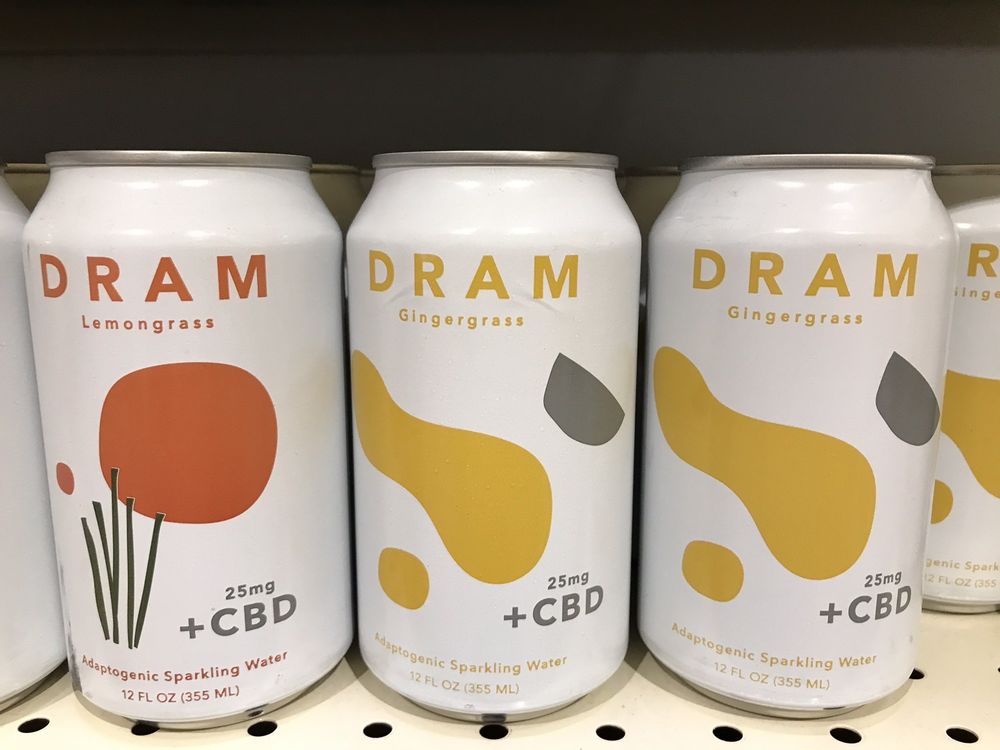 DRAM
Lemongrass
25mg
+CBD
Adaptogenic Sparkling Water
12 FL OZ (355 ML)
DRAM
Gingergrass
25mg
+CBD
Adaptogenic Sparkling Water
12 FL OZ (355 ML)
DRAM
Gingergrass
25mg
+CBD
Adaptogenic Sparkling Water
12 FL OZ (355 ML)